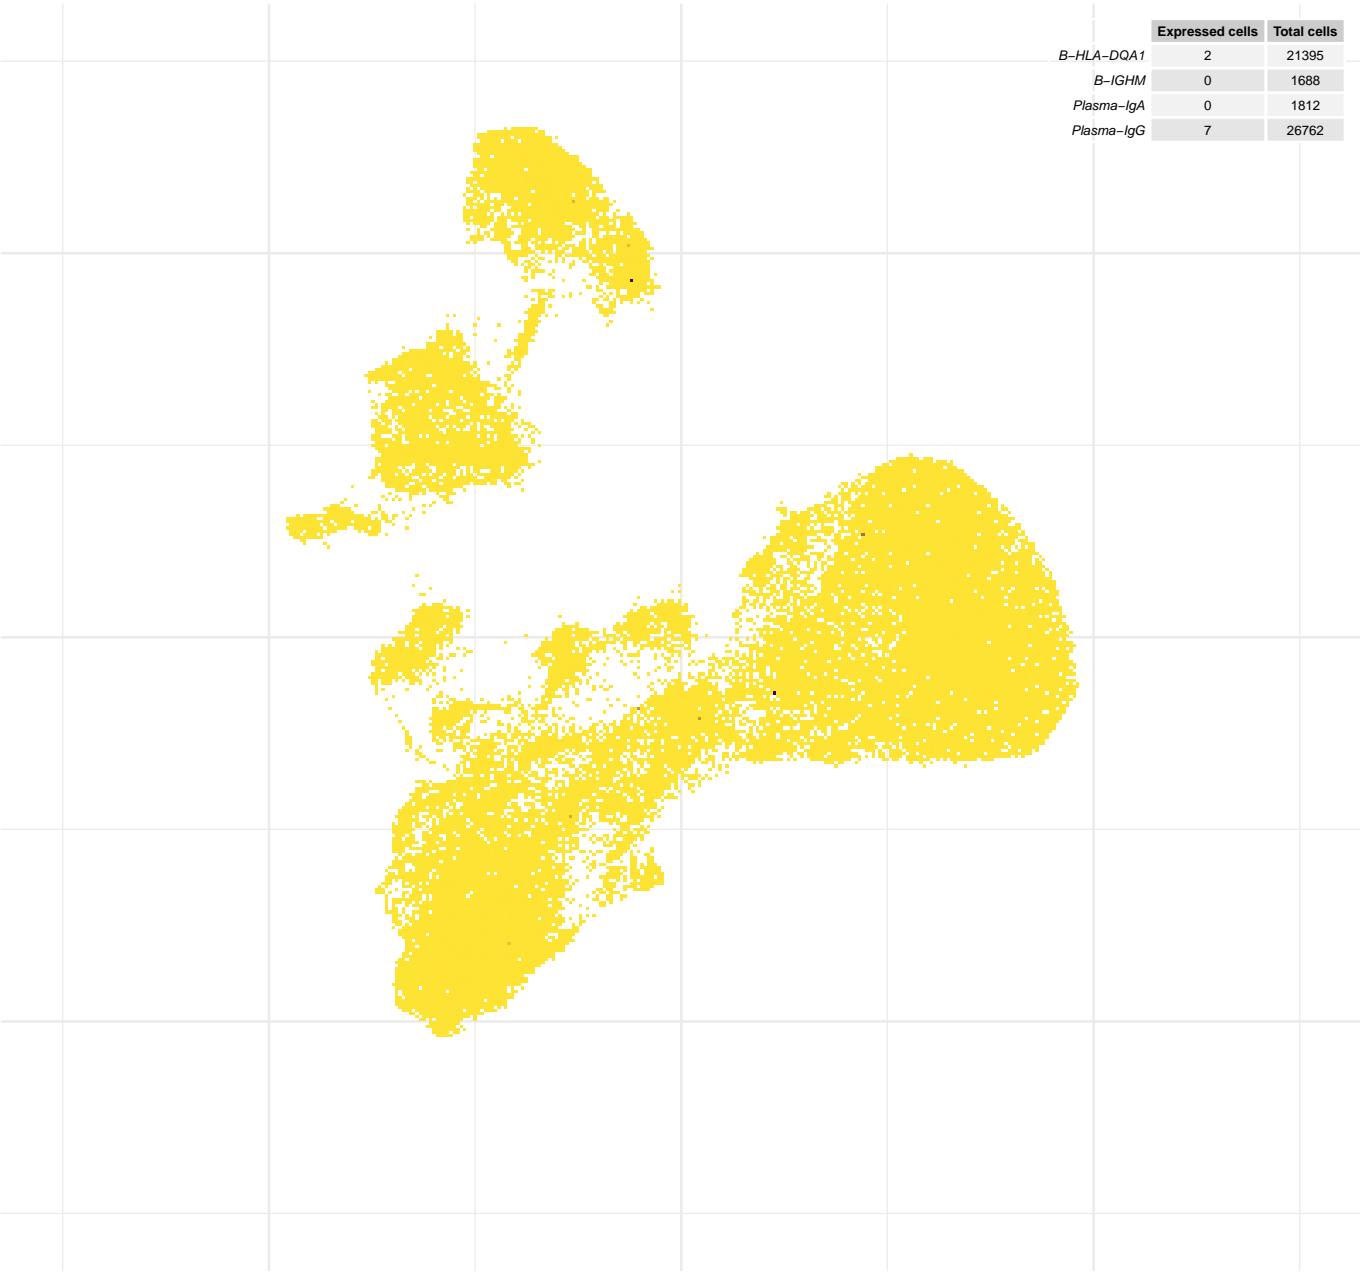 Expressed cells Total cells
B−HLA−DQA1 2 21395
B−IGHM 0 1688
Plasma−IgA 0 1812
Plasma−IgG 7 26762